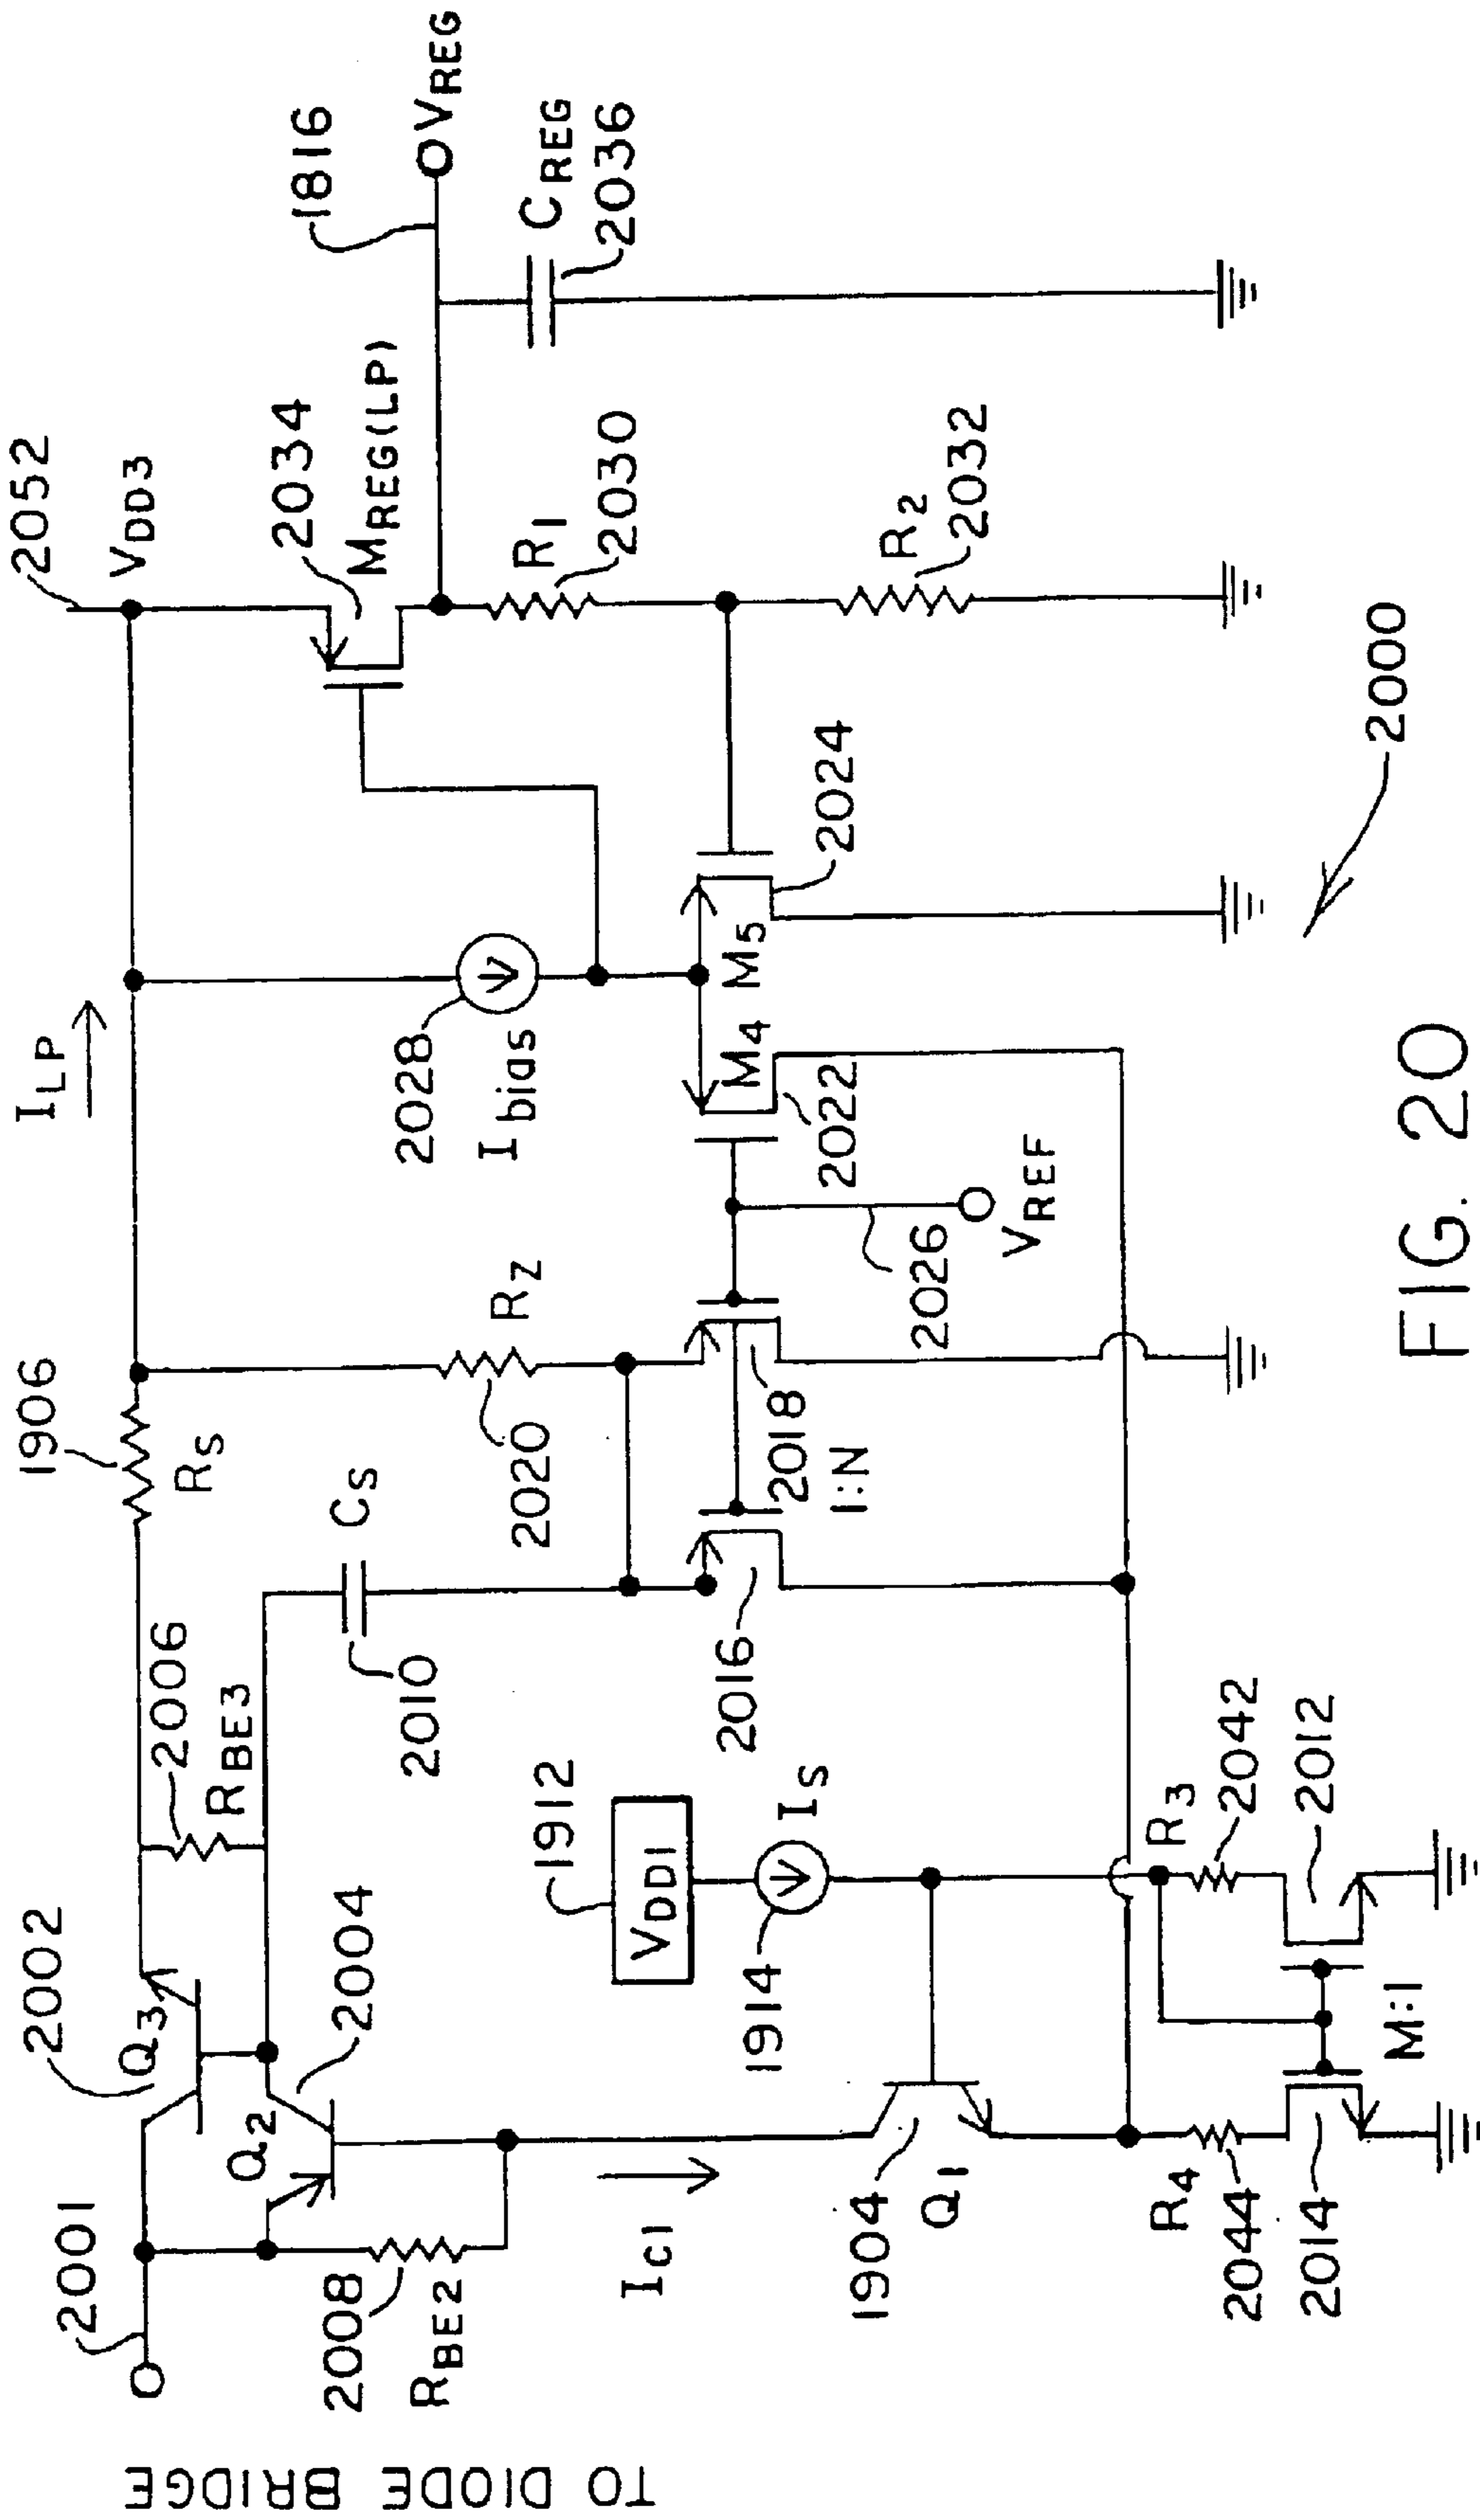 TO DIODE BRIDGE
2001
2002
Q3
2006
RBE3
1906
RS
ILP
2052
VDD3
2034
MREG(LP)
1816
VREG
CREG
2036
Q2
2004
2008
RBE2
CS
2010
RZ
2020
2028
Ibias
R1
2030
IC1
1912
VDD1
1914
IS
2016
2018
1:N
2026
VREF
2022
M4
M5
2024
R2
2032
1904
Q1
R4
2044
2014
M:1
R3
2042
2012
2000
FIG. 20